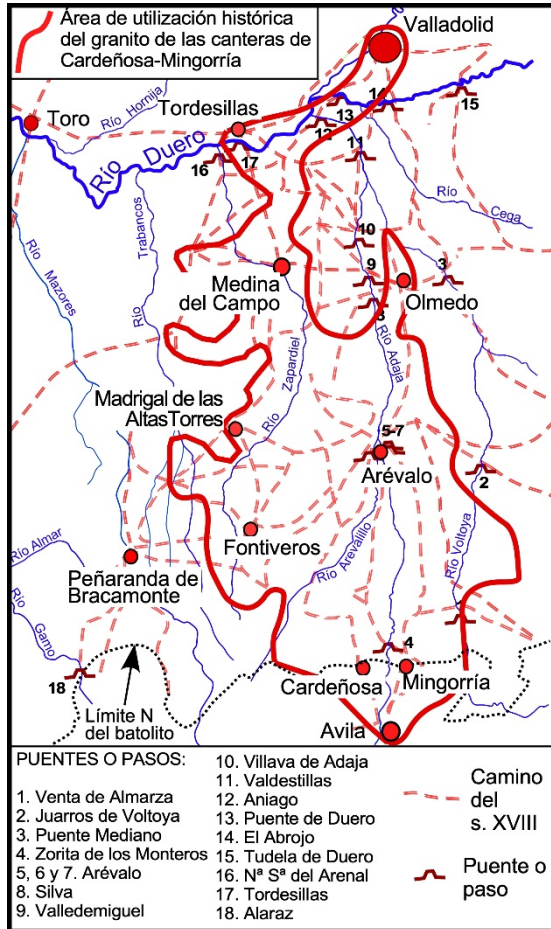 Área de utilización histórica
del granito de las canteras de
Cardeñosa-Mingorría
Valladolid
Toro
Río Hornija
Tordesillas
13
14
15
12
Río Duero
16
17
11
Río
Cega
Río Mazores
Río
Trabancos
10
Medina
del Campo
9
3
Olmedo
8
Río Adaja
Río
Zapardiel
Madrigal de las
AltasTorres
5-7
Arévalo
2
Fontiveros
Río Arevalillo
Río Voltoya
Río Almar
Peñaranda de
Bracamonte
Río
Gamo
4
18
Límite N
del batolito
Cardeñosa
Mingorría
Avila
PUENTES O PASOS:
1. Venta de Almarza
2. Juarros de Voltoya
3. Puente Mediano
4. Zorita de los Monteros
5, 6 y 7. Arévalo
8. Silva
9. Valledemiguel
10. Villava de Adaja
11. Valdestillas
12. Aniago
13. Puente de Duero
14. El Abrojo
15. Tudela de Duero
16. Nª Sª del Arenal
17. Tordesillas
18. Alaraz
Camino
del
s. XVIII
Puente o
paso